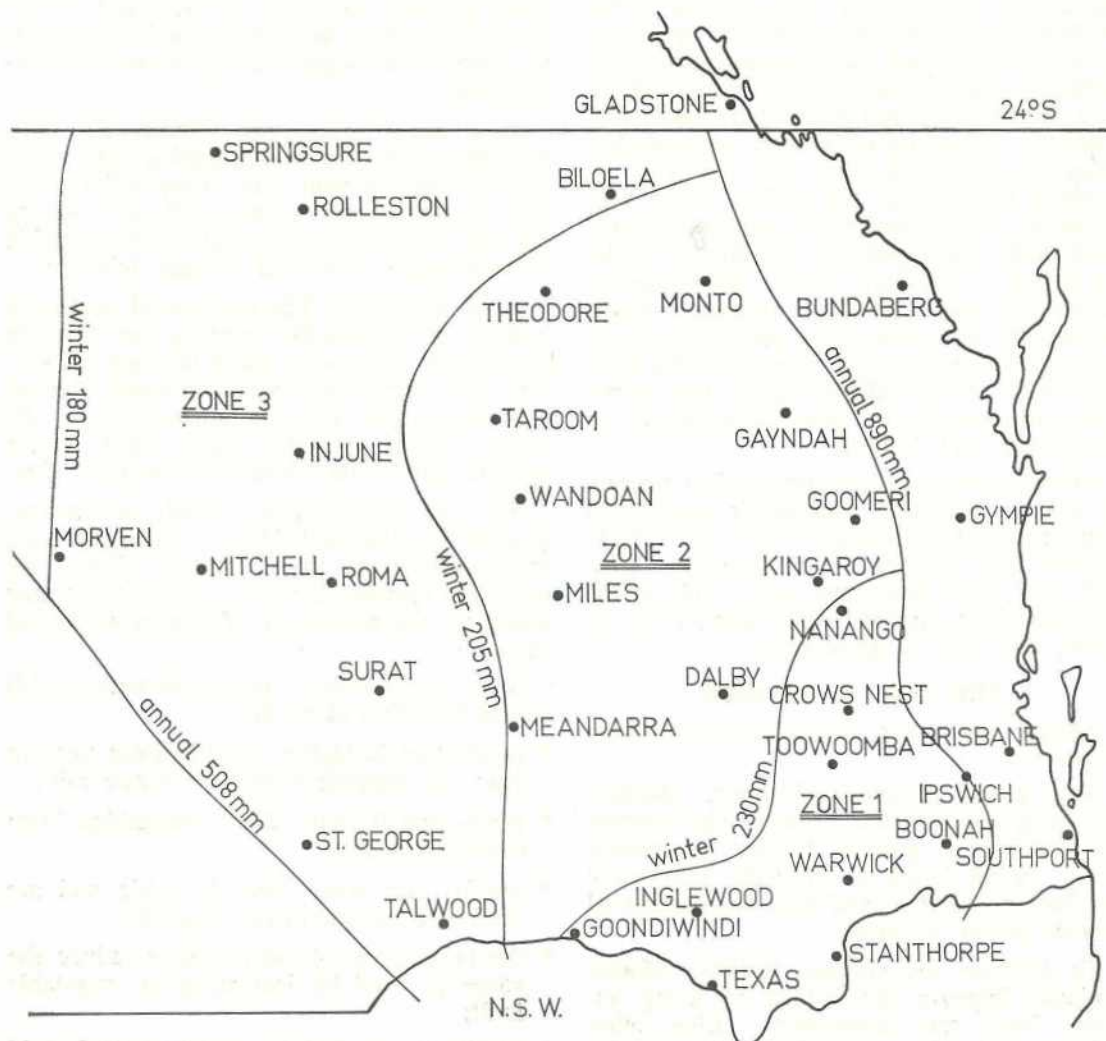 GLADSTONE
24°S
SPRINGSURE
BILOELA
ROLLESTON
THEODORE
MONTO
BUNDABERG
winter 180 mm
annual 890mm
ZONE 3
TAROOM
GAYNDAH
INJUNE
WANDOAN
GOOMERI
GYMPIE
MORVEN
ZONE 2
KINGAROY
MITCHELL
ROMA
MILES
winter 205 mm
NANANGO
SURAT
DALBY
CROWS NEST
MEANDARRA
TOOWOOMBA
BRISBANE
annual 508mm
230mm
winter
ZONE 1
IPSWICH
ST. GEORGE
BOONAH
SOUTHPORT
WARWICK
TALWOOD
INGLEWOOD
GOONDIWINDI
STANTHORPE
TEXAS
N.S.W.